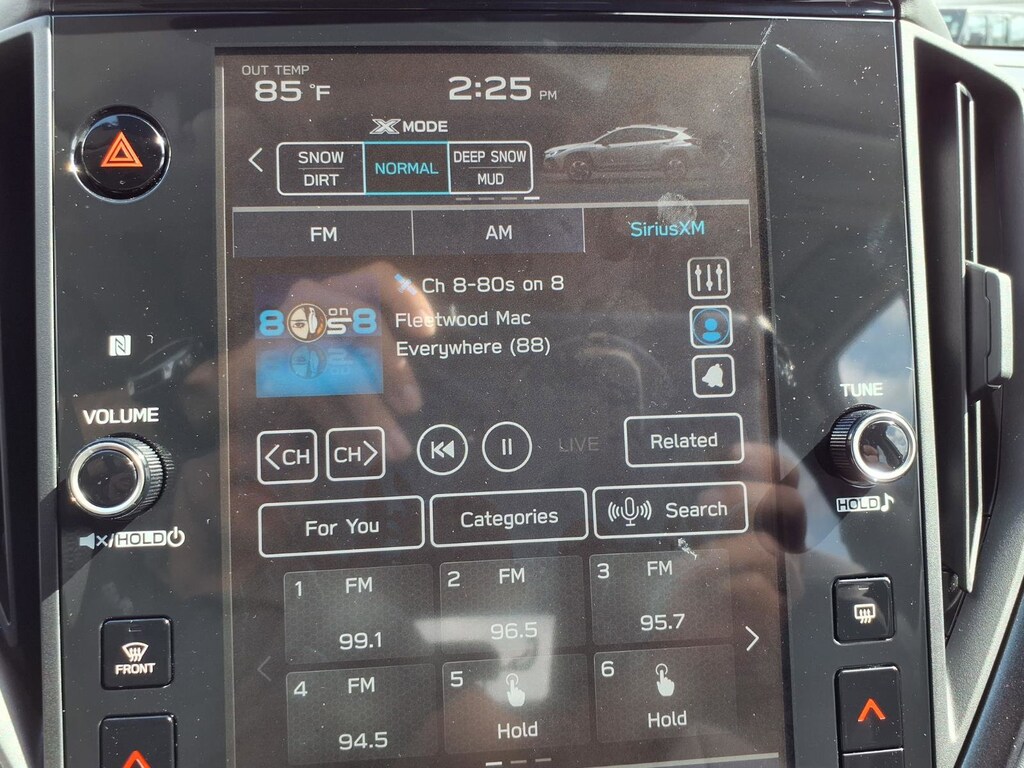 OUT TEMP
85 °F
2:25 PM
X MODE
SNOW
DIRT
NORMAL
DEEP SNOW
MUD
FM
AM
SiriusXM
80s on 8
Ch 8-80s on 8
Fleetwood Mac
Everywhere (88)
N
VOLUME
TUNE
<CH
CH>
LIVE
Related
HOLD
/HOLD
For You
Categories
Search
1 FM
99.1
2 FM
96.5
3 FM
95.7
FRONT
4 FM
94.5
5
Hold
6
Hold